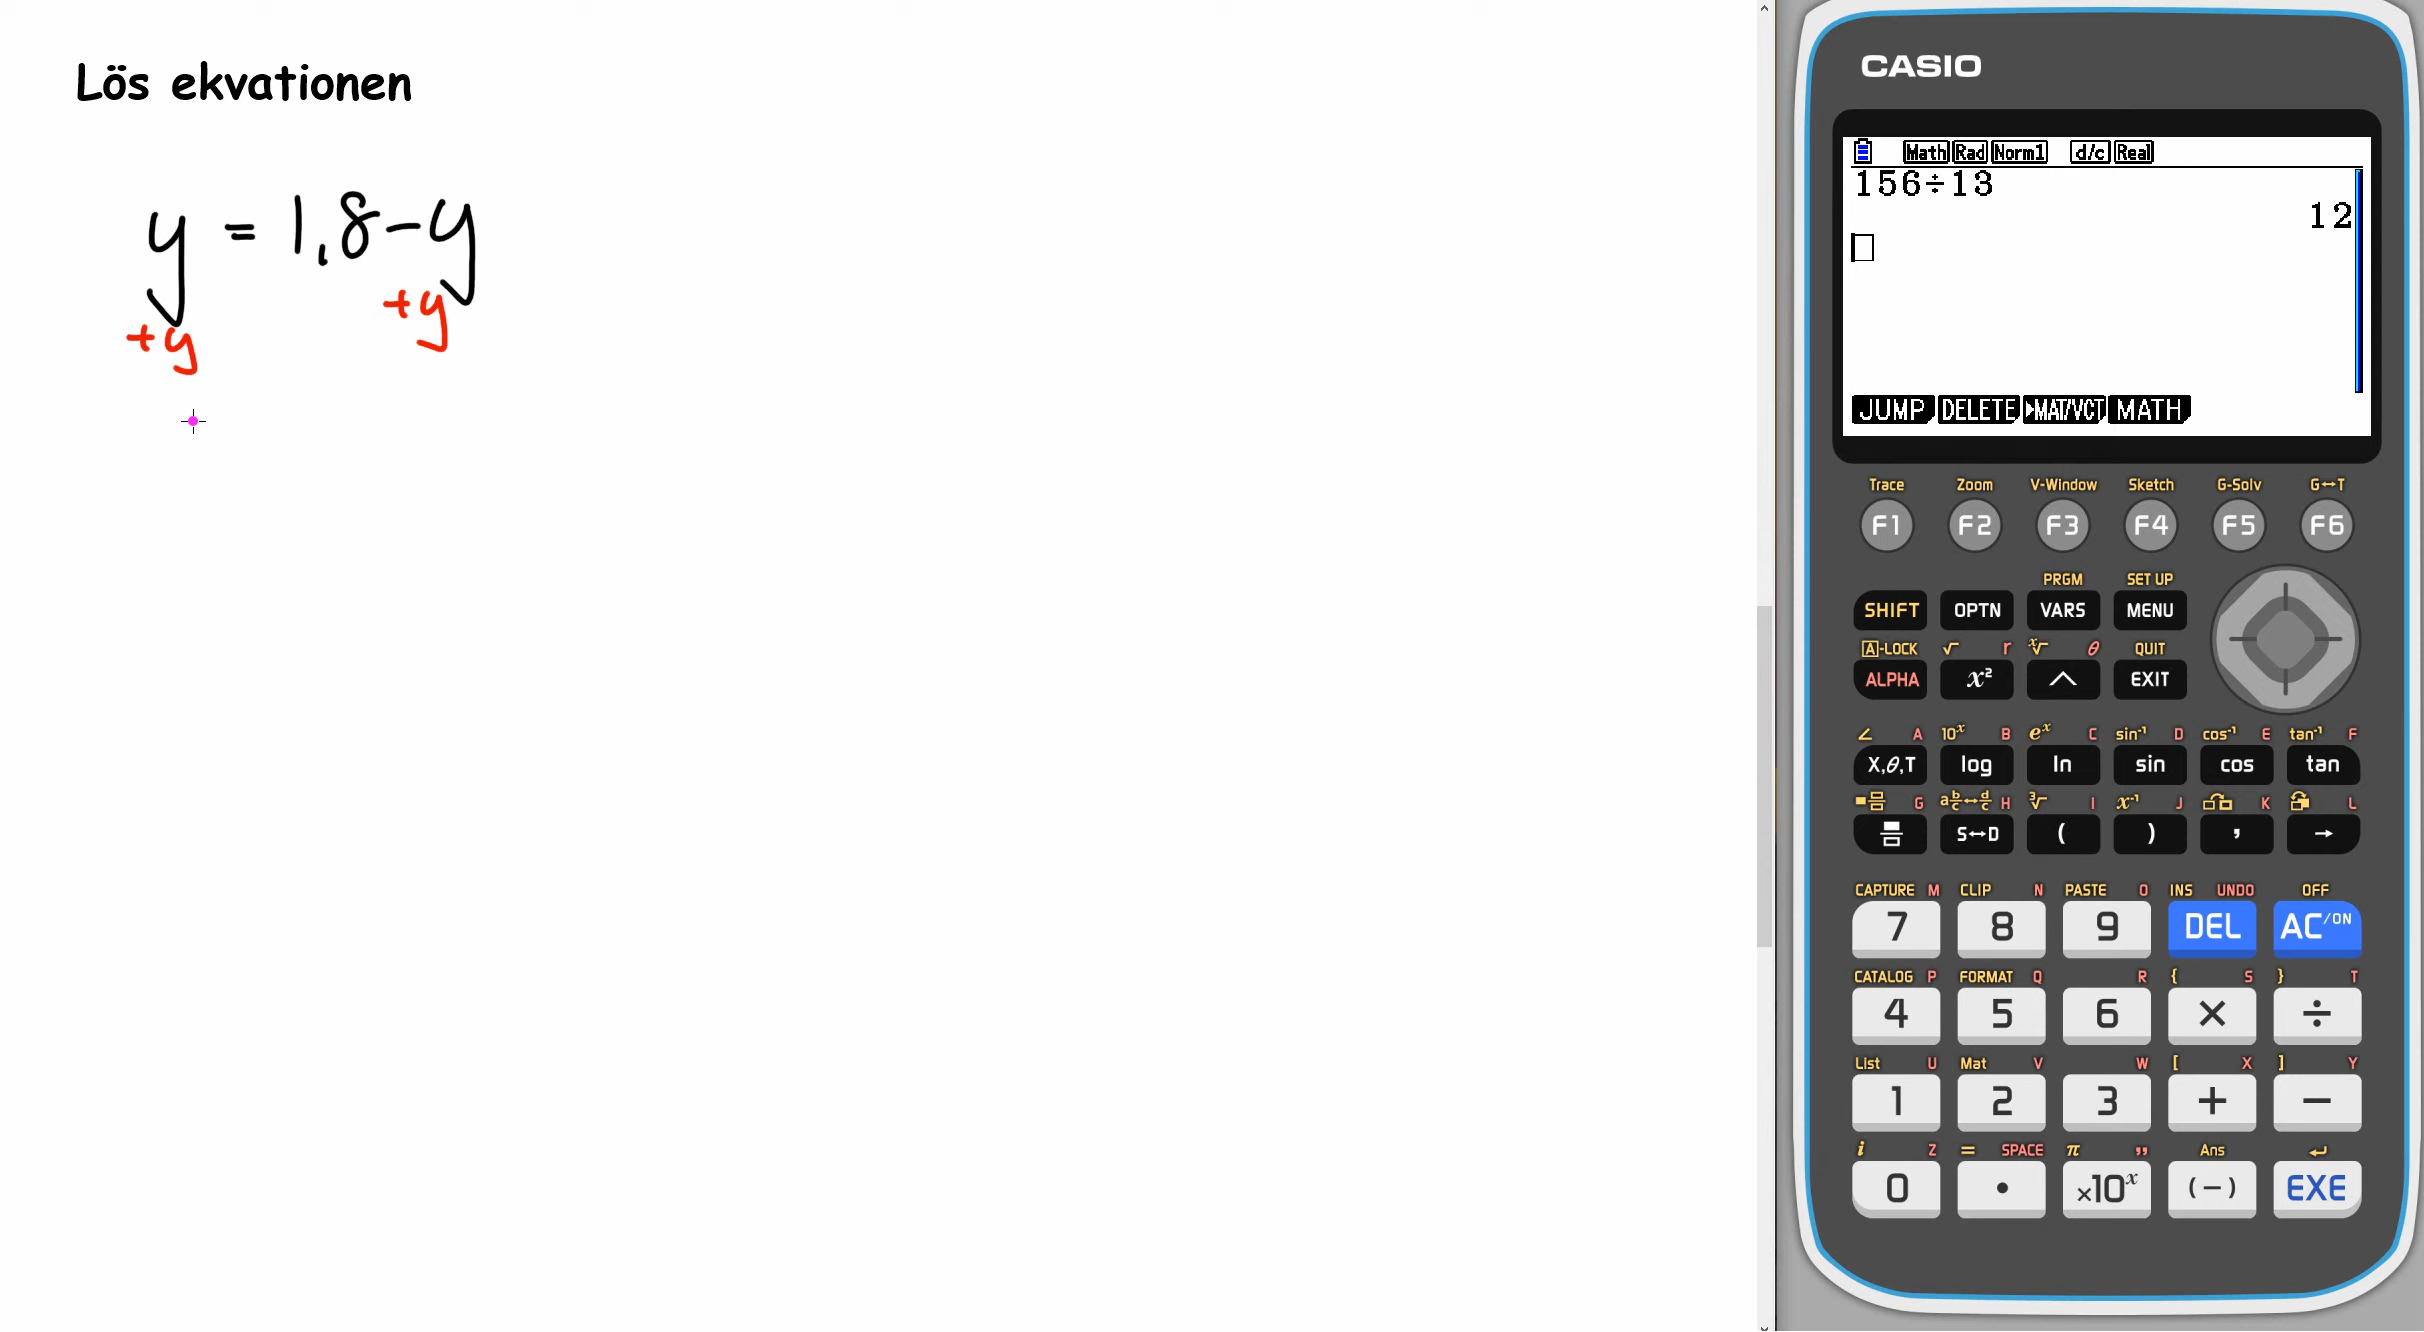 Lös ekvationen
y = 1,8 - y
+y +y
CASIO
Math Rad Norm1 d/c Real
156÷13
12
JUMP DELETE ▶MAT/VCT MATH
Trace Zoom V-Window Sketch G-Solv G↔T
F1 F2 F3 F4 F5 F6
PRGM SET UP
SHIFT OPTN VARS MENU
A-LOCK √ r ˣ√ θ QUIT
ALPHA x² ^ EXIT
∠ A 10ˣ B eˣ C sin⁻¹ D cos⁻¹ E tan⁻¹ F
X,θ,T log ln sin cos tan
G a b/c↔d/c H ³√ I x⁻¹ J K L
S↔D ( ) , →
CAPTURE M CLIP N PASTE O INS UNDO OFF
7 8 9 DEL AC/ON
CATALOG P FORMAT Q R { S } T
4 5 6 × ÷
List U Mat V W [ X ] Y
1 2 3 + −
i Z = SPACE π " Ans ↵
0 • ×10ˣ (−) EXE